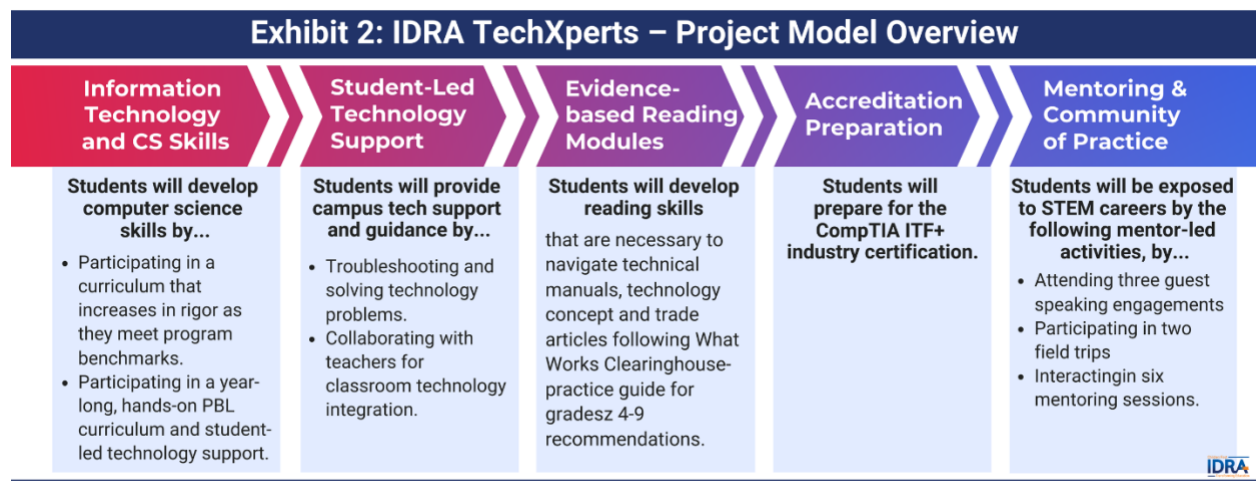 Exhibit 2: IDRA TechXperts – Project Model Overview
Information
Technology
and CS Skills
Students will develop
computer science
skills by...
• Participating in a
curriculum that
increases in rigor as
they meet program
benchmarks.
• Participating in a year-
long, hands-on PBL
curriculum and student-
led technology support.
Student-Led
Technology
Support
Students will provide
campus tech support
and guidance by...
• Troubleshooting and
solving technology
problems.
• Collaborating with
teachers for
classroom technology
integration.
Evidence-
based Reading
Modules
Students will develop
reading skills
that are necessary to
navigate technical
manuals, technology
concept and trade
articles following What
Works Clearinghouse-
practice guide for
gradesz 4-9
recommendations.
Accreditation
Preparation
Students will
prepare for the
CompTIA ITF+
industry certification.
Mentoring &
Community
of Practice
Students will be exposed
to STEM careers by the
following mentor-led
activities, by...
• Attending three guest
speaking engagements
• Participating in two
field trips
• Interactingin six
mentoring sessions.
IDRA